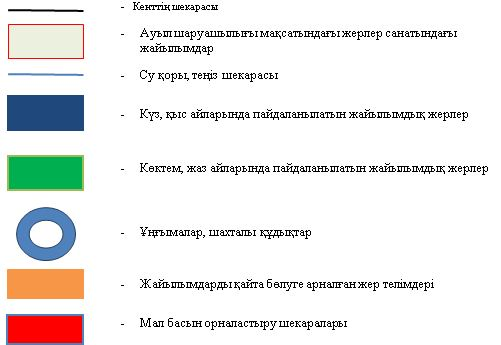 - Кенттің шекарасы
- Ауыл шаруашылығы мақсатындағы жерлер санатындағы
жайылымдар
- Су қоры, теңіз шекарасы
- Күз, қыс айларында пайдаланылатын жайылымдық жерлер
- Көктем, жаз айларында пайдаланылатын жайылымдық жерлер
- Ұңғымалар, шахталы құдықтар
- Жайылымдарды қайта бөлуге арналған жер телімдері
- Мал басын орналастыру шекаралары